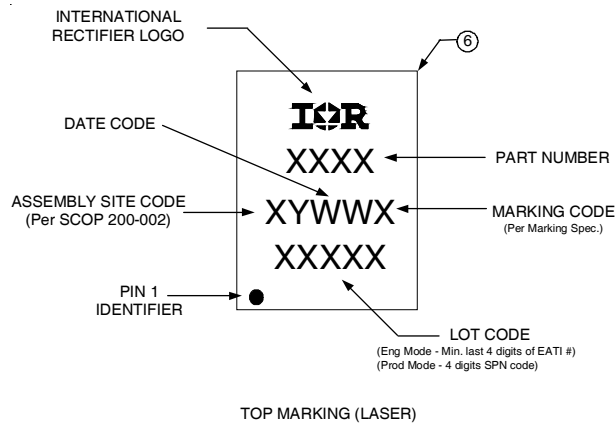 INTERNATIONAL
RECTIFIER LOGO
6
IOR
DATE CODE
XXXX
PART NUMBER
ASSEMBLY SITE CODE
(Per SCOP 200-002)
XYWWX
MARKING CODE
(Per Marking Spec.)
XXXXX
PIN 1
IDENTIFIER
LOT CODE
(Eng Mode - Min. last 4 digits of EATI #)
(Prod Mode - 4 digits SPN code)
TOP MARKING (LASER)